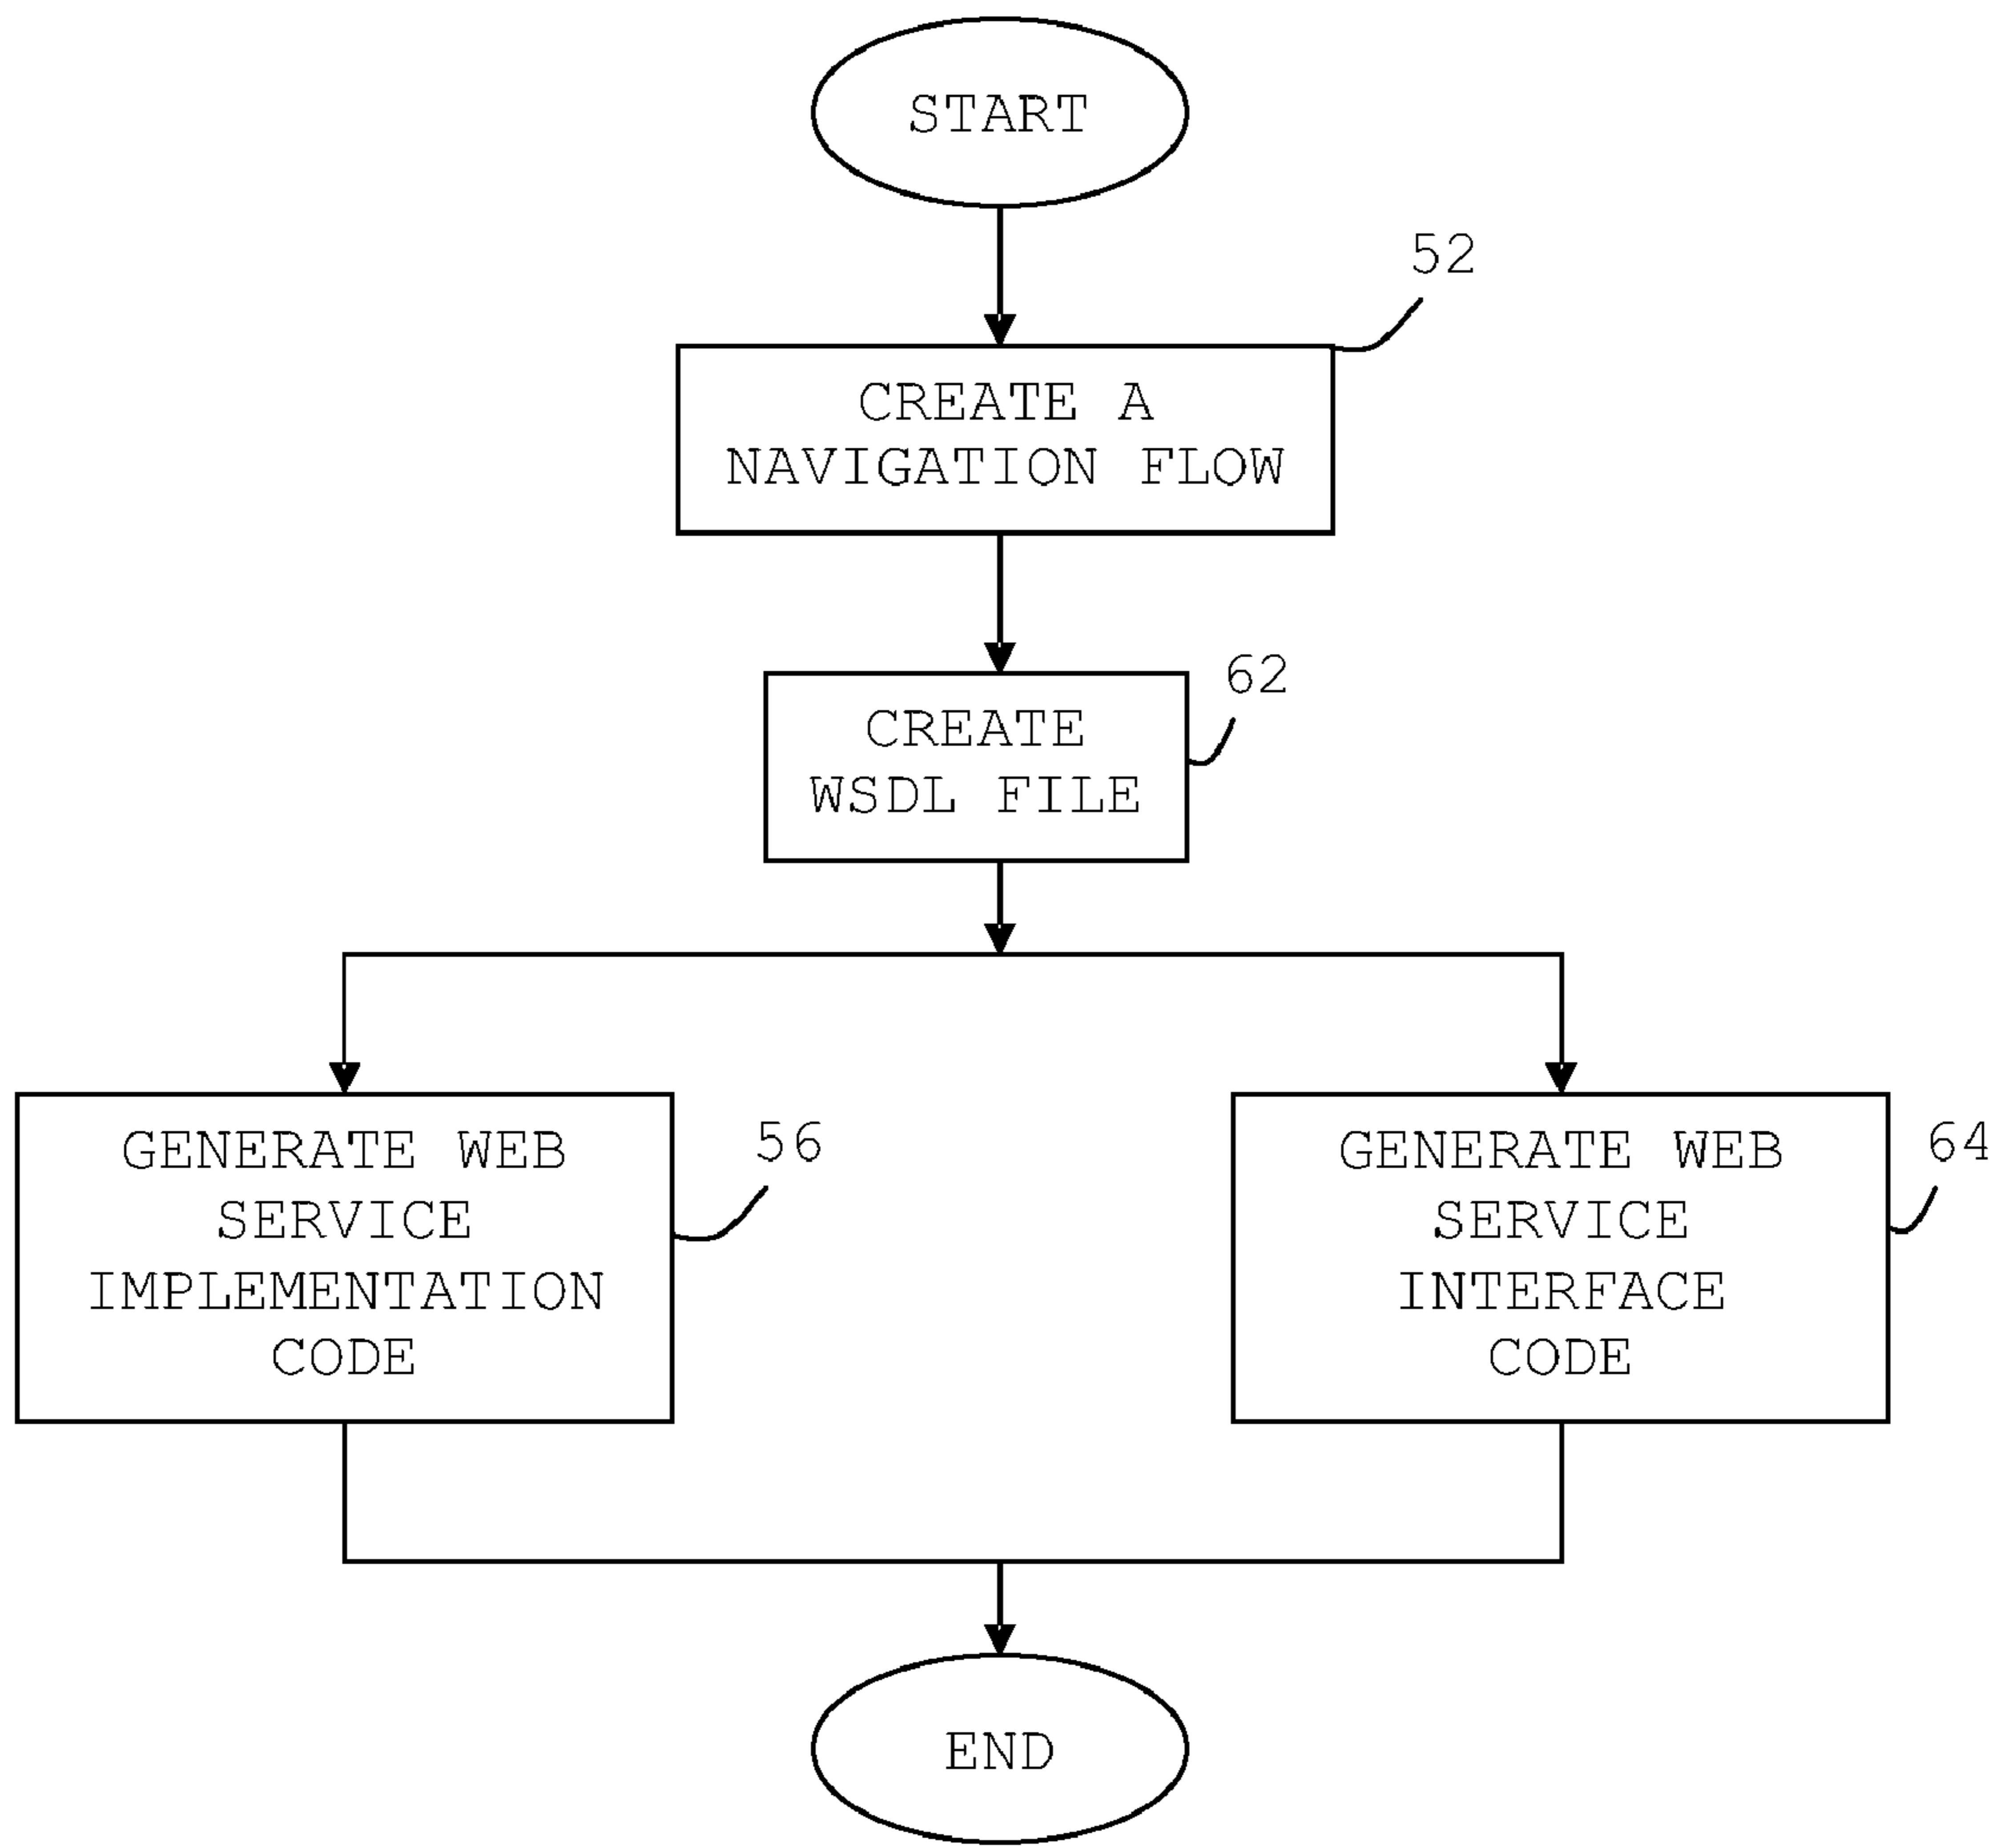 START
52
CREATE A
NAVIGATION FLOW
62
CREATE
WSDL FILE
GENERATE WEB
SERVICE
IMPLEMENTATION
CODE
56
GENERATE WEB
SERVICE
INTERFACE
CODE
64
END